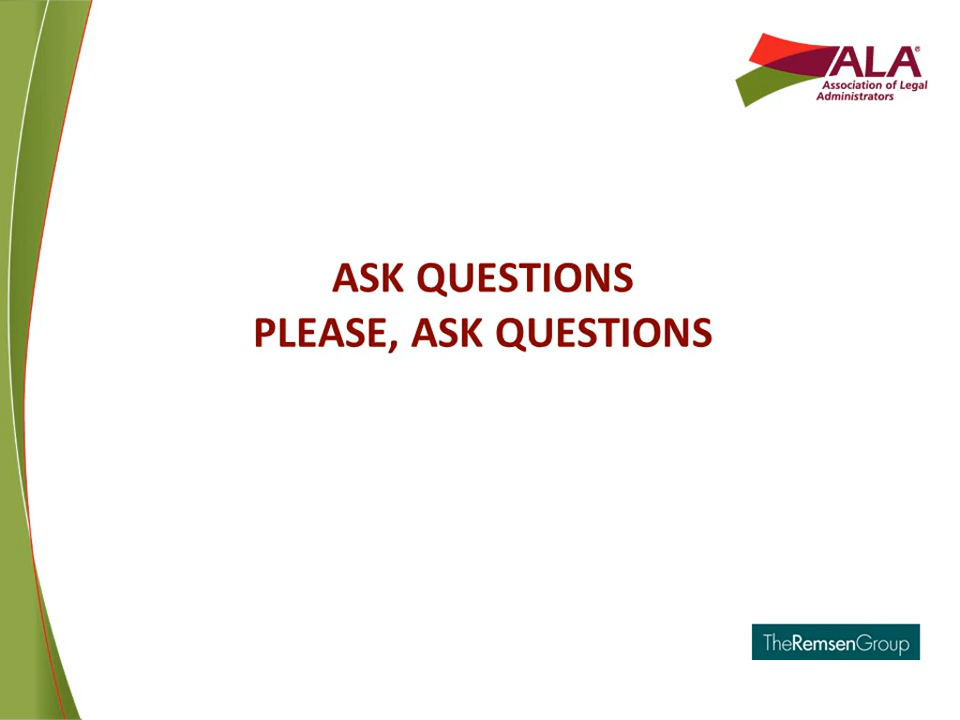 ALA®
Association of Legal
Administrators
ASK QUESTIONS
PLEASE, ASK QUESTIONS
TheRemsenGroup